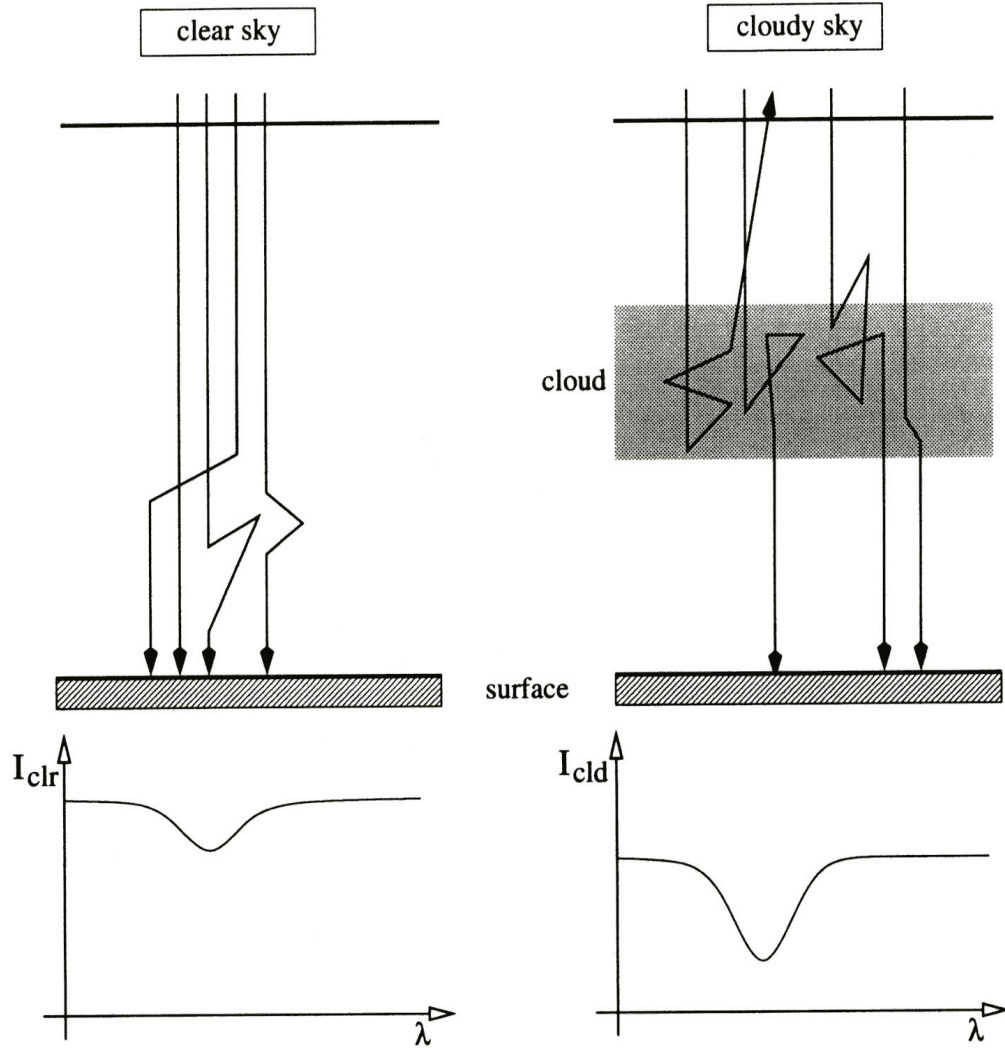 clear sky
cloudy sky
cloud
surface
I_clr
I_cld
λ
λ